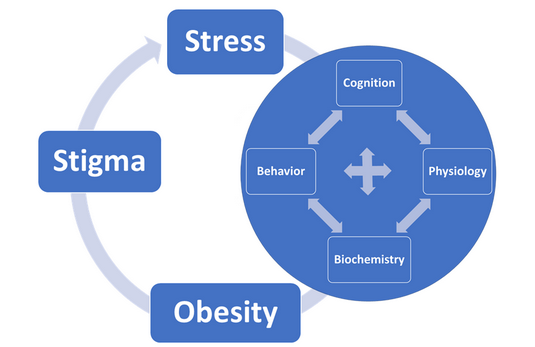 Stress
Cognition
Stigma
Behavior
Physiology
Biochemistry
Obesity